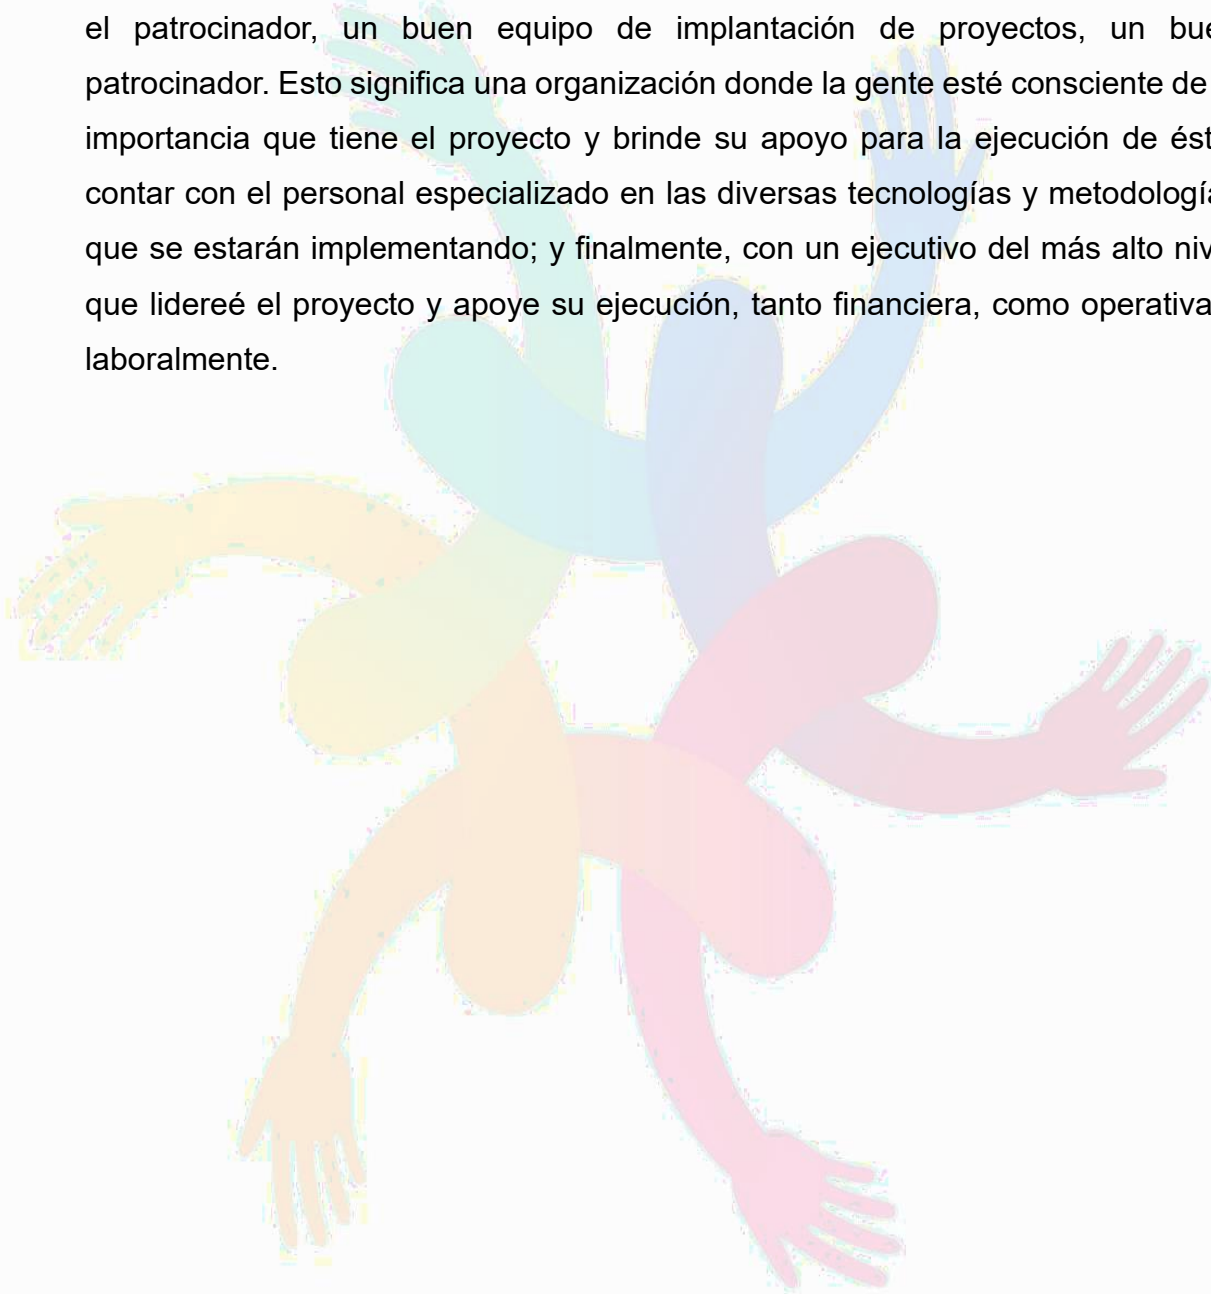 el patrocinador, un buen equipo de implantación de proyectos, un bue
patrocinador. Esto significa una organización donde la gente esté consciente de
importancia que tiene el proyecto y brinde su apoyo para la ejecución de ést
contar con el personal especializado en las diversas tecnologías y metodología
que se estarán implementando; y finalmente, con un ejecutivo del más alto niv
que lidereé el proyecto y apoye su ejecución, tanto financiera, como operativa
laboralmente.